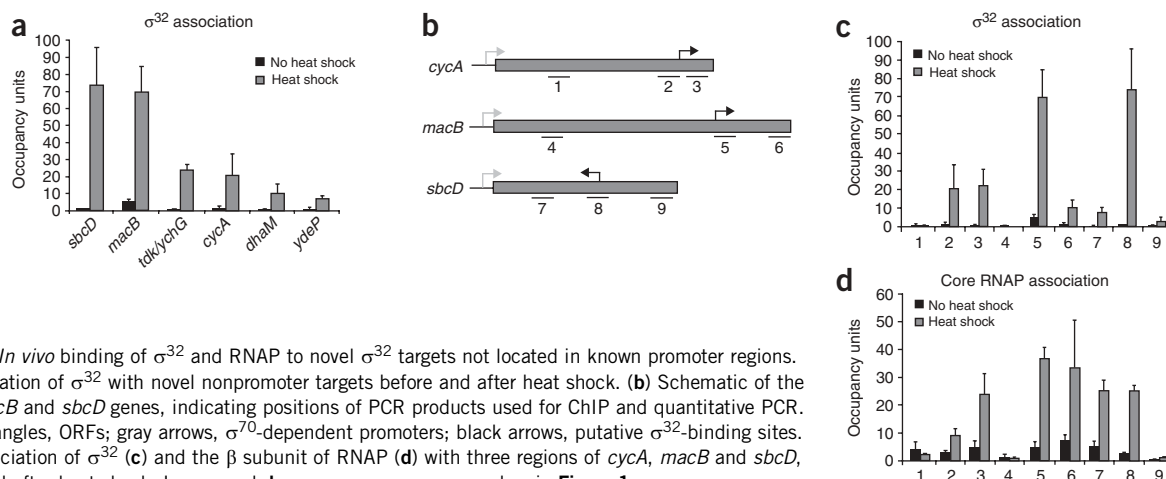 a
σ³² association
100
90
80
70
60
50
40
30
20
10
0
Occupancy units
No heat shock
Heat shock
sbcD
macB
tdk/ychG
cycA
dhaM
ydeP
b
cycA
1
2
3
macB
4
5
6
sbcD
7
8
9
c
σ³² association
100
90
80
70
60
50
40
30
20
10
0
Occupancy units
No heat shock
Heat shock
1 2 3 4 5 6 7 8 9
d
Core RNAP association
60
50
40
30
20
10
0
Occupancy units
No heat shock
Heat shock
1 2 3 4 5 6 7 8 9
In vivo binding of σ³² and RNAP to novel σ³² targets not located in known promoter regions.
ation of σ³² with novel nonpromoter targets before and after heat shock. (b) Schematic of the
cB and sbcD genes, indicating positions of PCR products used for ChIP and quantitative PCR.
angles, ORFs; gray arrows, σ⁷⁰-dependent promoters; black arrows, putative σ³²-binding sites.
ciation of σ³² (c) and the β subunit of RNAP (d) with three regions of cycA, macB and sbcD,